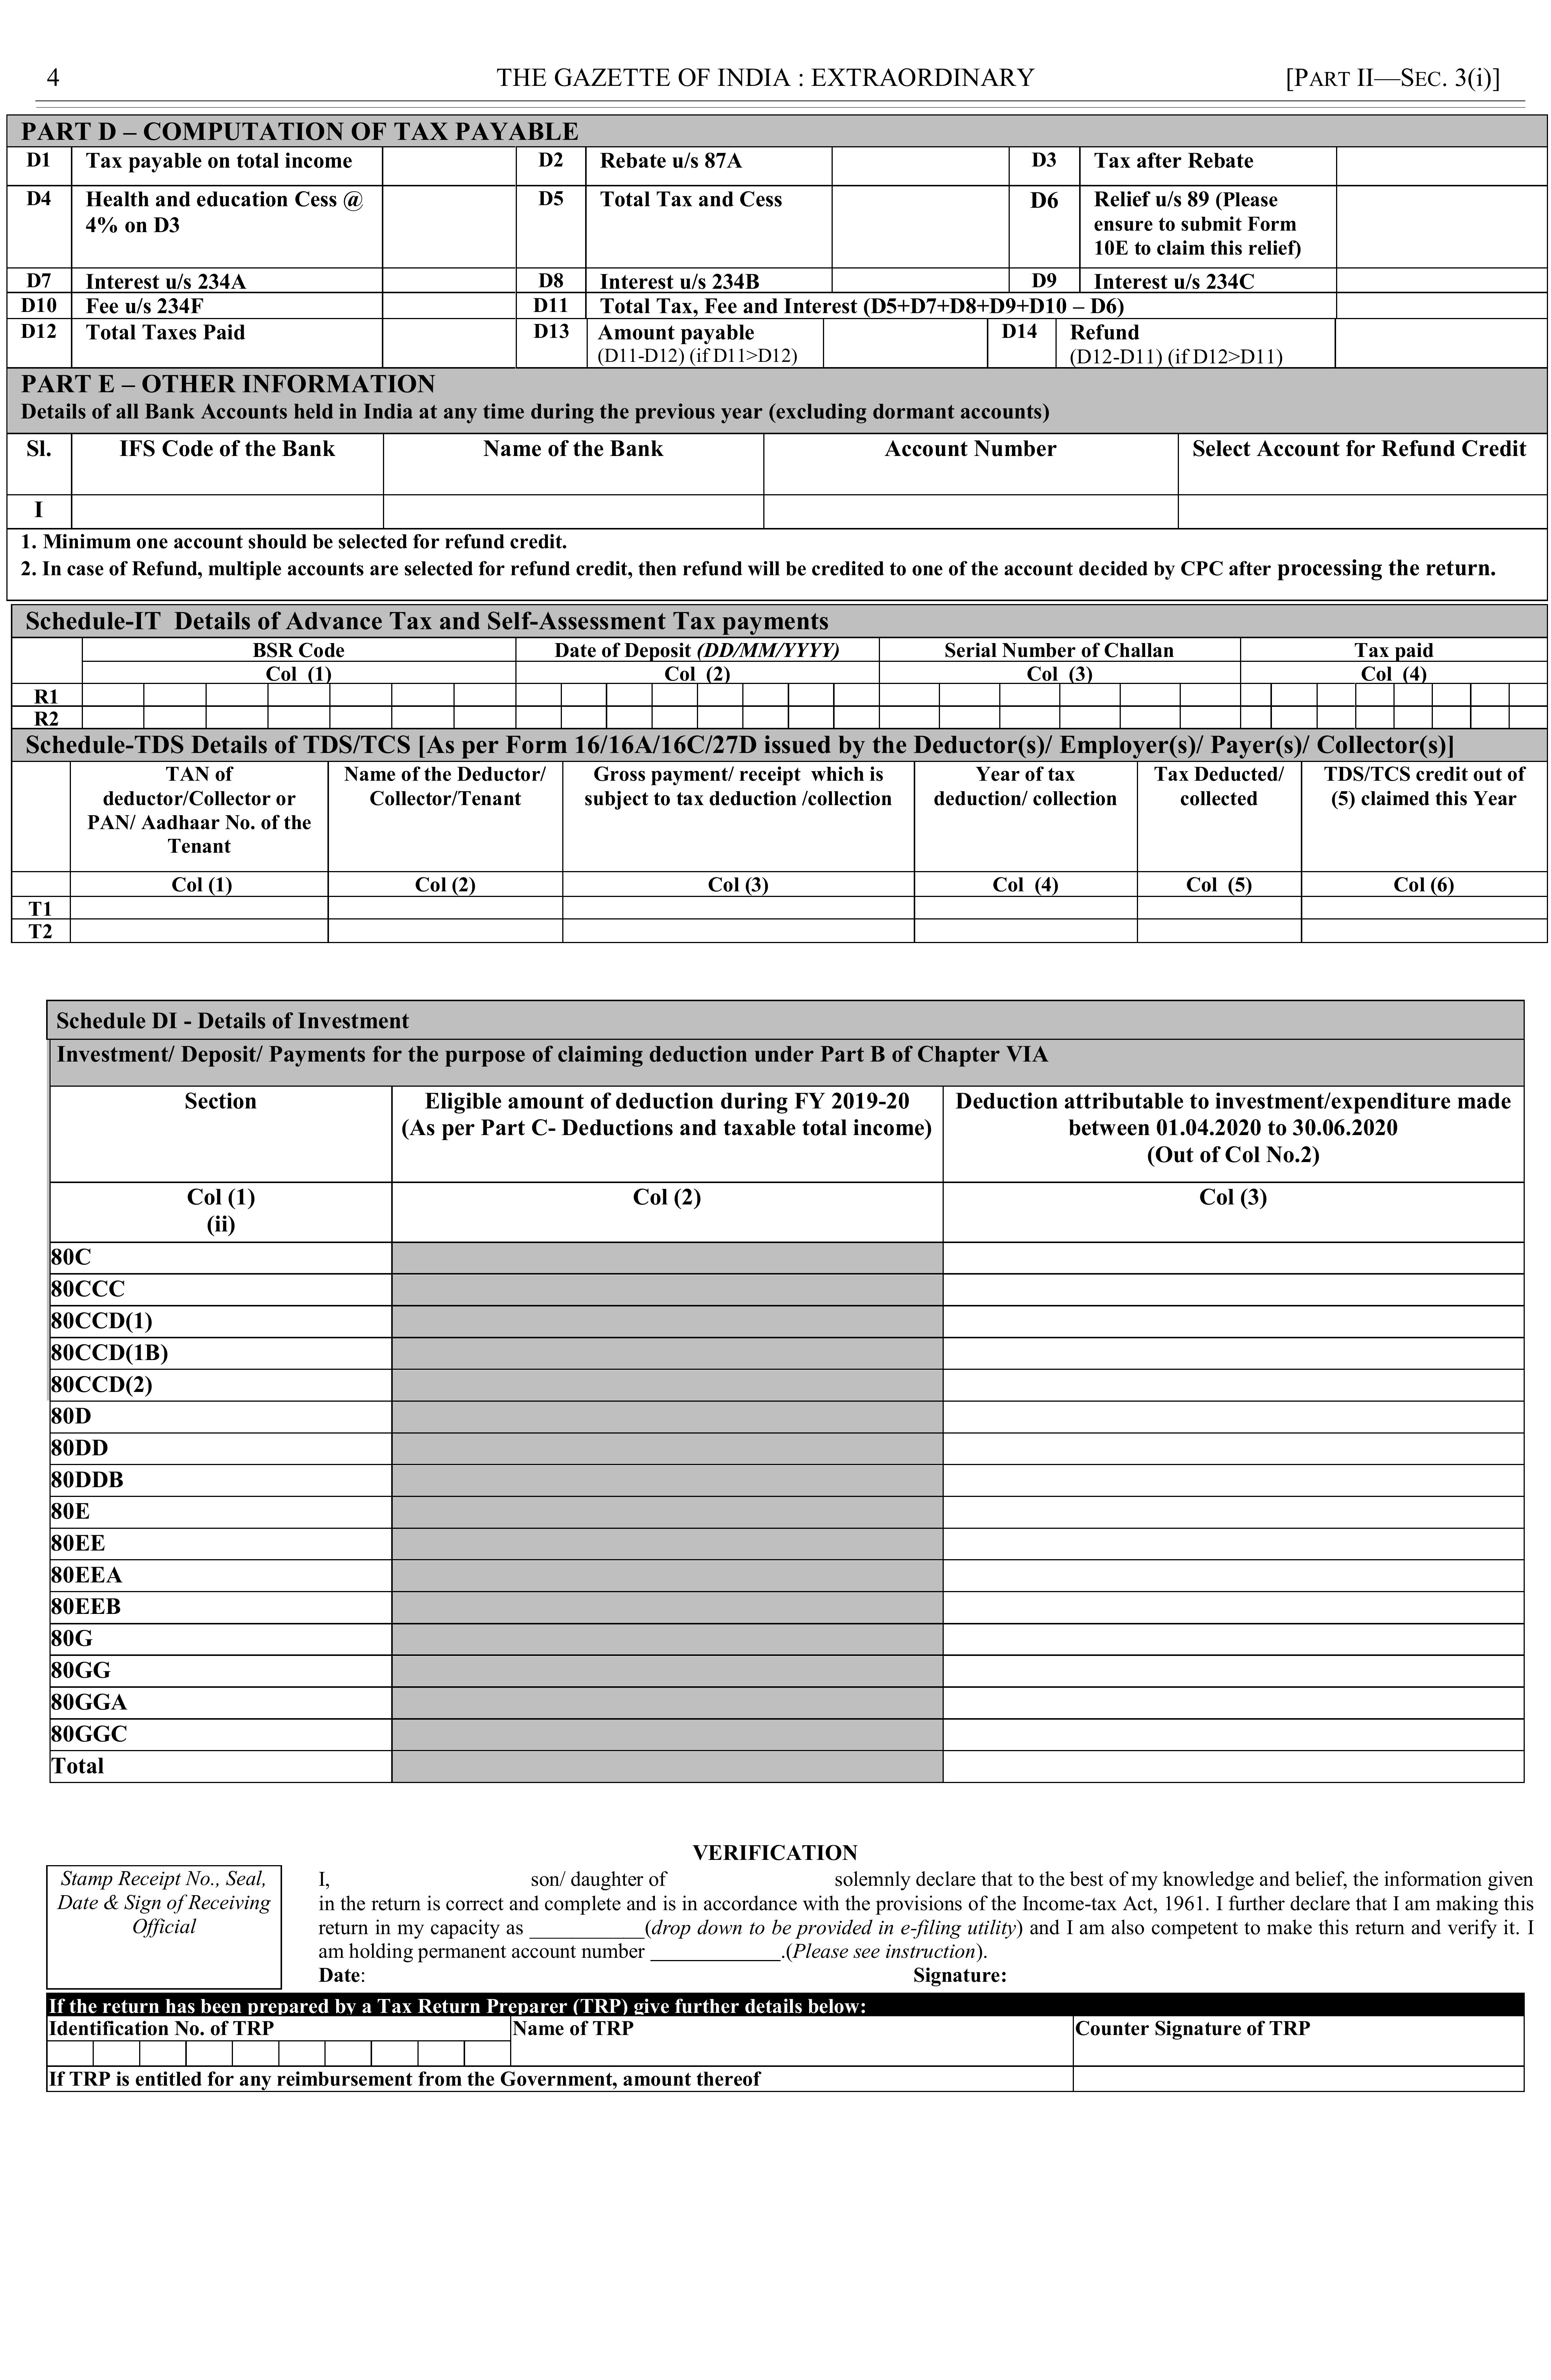 4 THE GAZETTE OF INDIA : EXTRAORDINARY [PART II—SEC. 3(i)]
PART D – COMPUTATION OF TAX PAYABLE
D1 Tax payable on total income D2 Rebate u/s 87A D3 Tax after Rebate
D4 Health and education Cess @ D5 Total Tax and Cess D6 Relief u/s 89 (Please
4% on D3 ensure to submit Form
10E to claim this relief)
D7 Interest u/s 234A D8 Interest u/s 234B D9 Interest u/s 234C
D10 Fee u/s 234F D11 Total Tax, Fee and Interest (D5+D7+D8+D9+D10 – D6)
D12 Total Taxes Paid D13 Amount payable D14 Refund
(D11-D12) (if D11>D12) (D12-D11) (if D12>D11)
PART E – OTHER INFORMATION
Details of all Bank Accounts held in India at any time during the previous year (excluding dormant accounts)
Sl. IFS Code of the Bank Name of the Bank Account Number Select Account for Refund Credit
I
1. Minimum one account should be selected for refund credit.
2. In case of Refund, multiple accounts are selected for refund credit, then refund will be credited to one of the account decided by CPC after processing the return.
Schedule-IT Details of Advance Tax and Self-Assessment Tax payments
BSR Code Date of Deposit (DD/MM/YYYY) Serial Number of Challan Tax paid
Col (1) Col (2) Col (3) Col (4)
R1
R2
Schedule-TDS Details of TDS/TCS [As per Form 16/16A/16C/27D issued by the Deductor(s)/ Employer(s)/ Payer(s)/ Collector(s)]
TAN of Name of the Deductor/ Gross payment/ receipt which is Year of tax Tax Deducted/ TDS/TCS credit out of
deductor/Collector or Collector/Tenant subject to tax deduction /collection deduction/ collection collected (5) claimed this Year
PAN/ Aadhaar No. of the
Tenant
Col (1) Col (2) Col (3) Col (4) Col (5) Col (6)
T1
T2
Schedule DI - Details of Investment
Investment/ Deposit/ Payments for the purpose of claiming deduction under Part B of Chapter VIA
Section Eligible amount of deduction during FY 2019-20 Deduction attributable to investment/expenditure made
(As per Part C- Deductions and taxable total income) between 01.04.2020 to 30.06.2020
(Out of Col No.2)
Col (1) Col (2) Col (3)
(ii)
80C
80CCC
80CCD(1)
80CCD(1B)
80CCD(2)
80D
80DD
80DDB
80E
80EE
80EEA
80EEB
80G
80GG
80GGA
80GGC
Total
VERIFICATION
Stamp Receipt No., Seal,
Date & Sign of Receiving
Official
I, son/ daughter of solemnly declare that to the best of my knowledge and belief, the information given
in the return is correct and complete and is in accordance with the provisions of the Income-tax Act, 1961. I further declare that I am making this
return in my capacity as ___________(drop down to be provided in e-filing utility) and I am also competent to make this return and verify it. I
am holding permanent account number ____________.(Please see instruction).
Date: Signature:
If the return has been prepared by a Tax Return Preparer (TRP) give further details below:
Identification No. of TRP Name of TRP Counter Signature of TRP
If TRP is entitled for any reimbursement from the Government, amount thereof